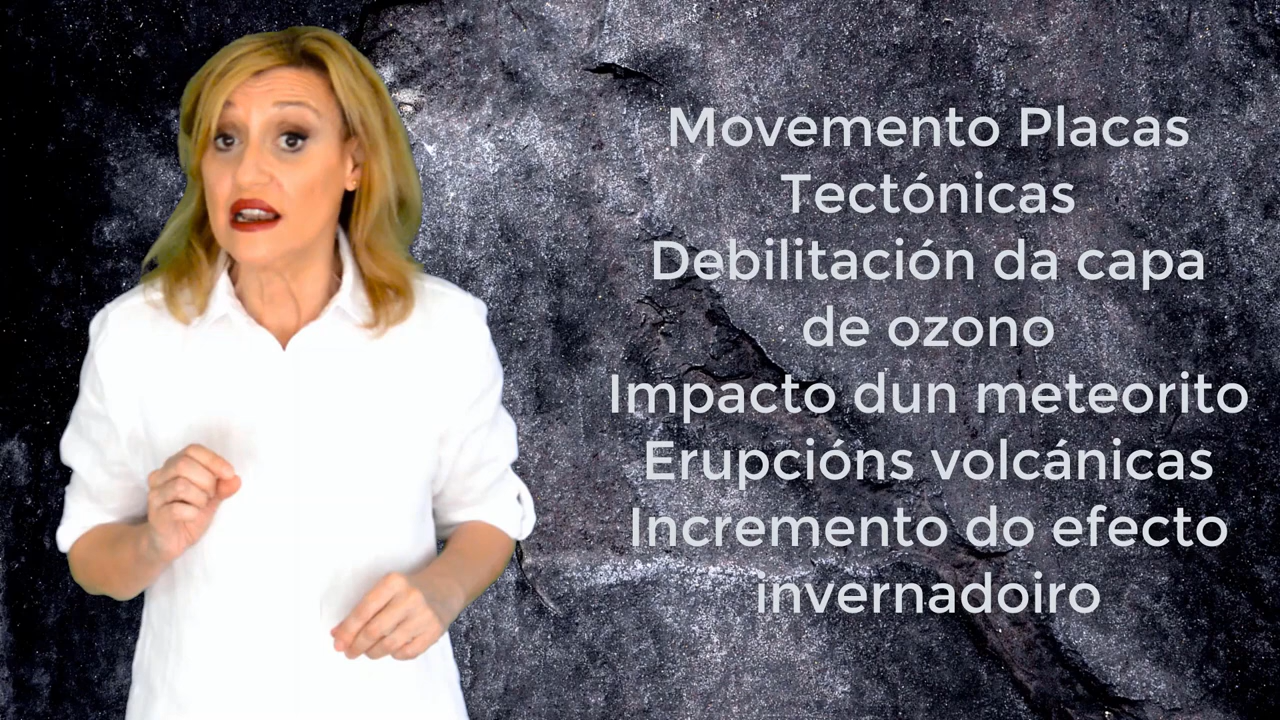 Movemento Placas
Tectónicas
Debilitación da capa
de ozono
Impacto dun meteorito
Erupcións volcánicas
Incremento do efecto
invernadoiro